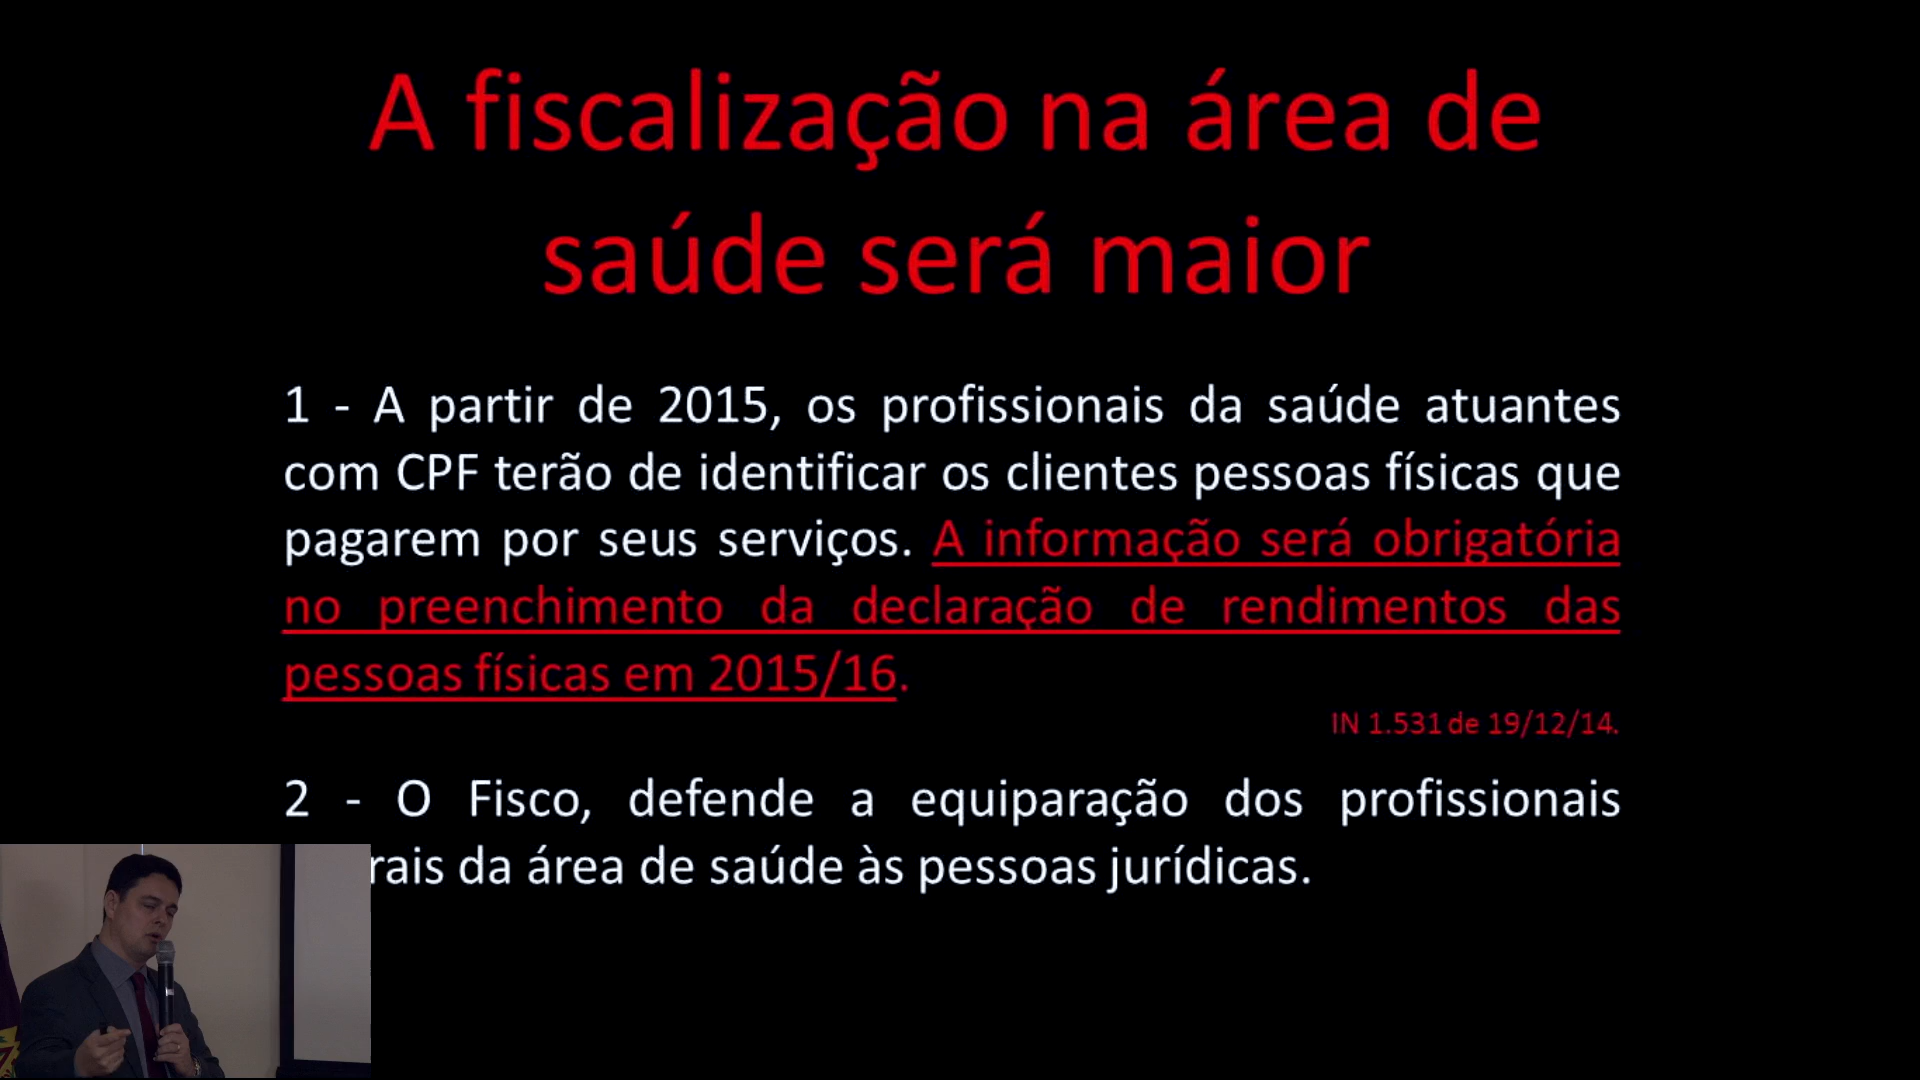 A fiscalização na área de
saúde será maior
1 - A partir de 2015, os profissionais da saúde atuantes
com CPF terão de identificar os clientes pessoas físicas que
pagarem por seus serviços. A informação será obrigatória
no preenchimento da declaração de rendimentos das
pessoas físicas em 2015/16.
IN 1.531 de 19/12/14.
2 - O Fisco, defende a equiparação dos profissionais
da área de saúde às pessoas jurídicas.